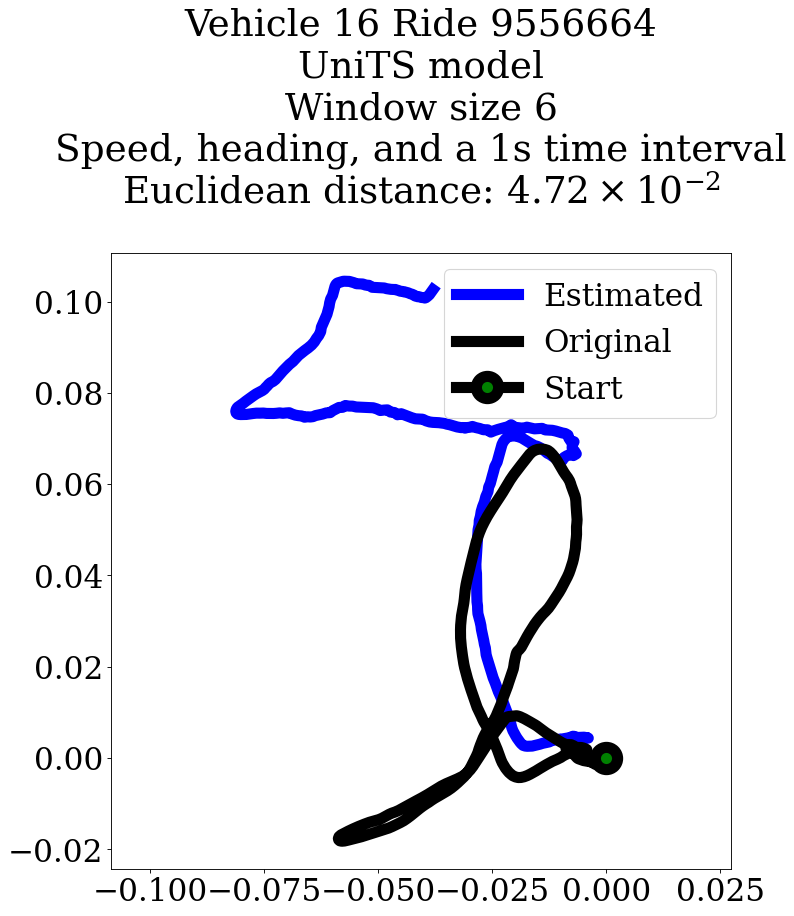 Vehicle 16 Ride 9556664
UniTS model
Window size 6
Speed, heading, and a 1s time interval
Euclidean distance: 4.72 × 10⁻²
Estimated
Original
Start
0.10
0.08
0.06
0.04
0.02
0.00
−0.02
−0.100 −0.075 −0.050 −0.025 0.000 0.025